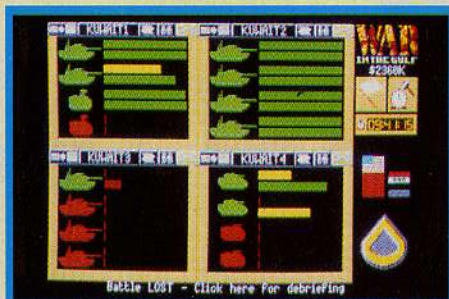 KUWAIT1
KUWAIT2
WAR
IN THE GULF
$2360K
KUWAIT3
KUWAIT4
Battle LOST - Click here for debriefing